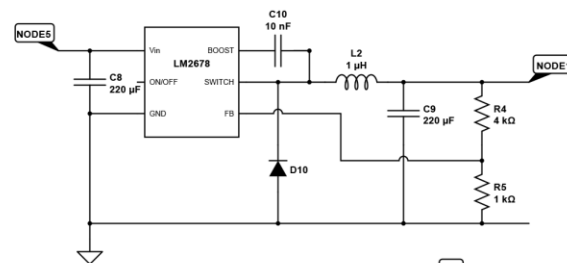 NODE5
C10
10 nF
Vin
BOOST
LM2678
L2
1 μH
NODE
C8
220 μF
ON/OFF
SWITCH
GND
FB
C9
220 μF
R4
4 kΩ
D10
R5
1 kΩ